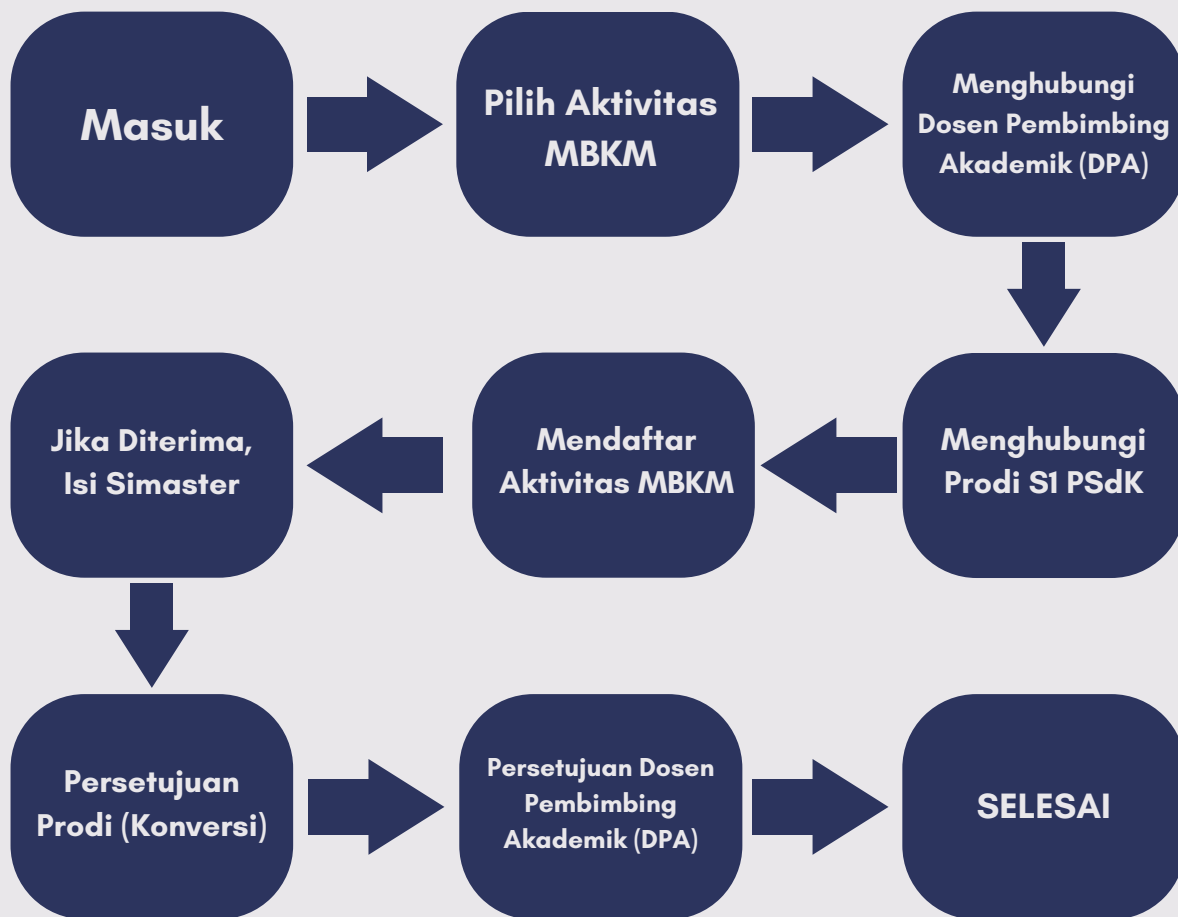 Masuk
Pilih Aktivitas
MBKM
Menghubungi
Dosen Pembimbing
Akademik (DPA)
Menghubungi
Prodi S1 PSdK
Mendaftar
Aktivitas MBKM
Jika Diterima,
Isi Simaster
Persetujuan
Prodi (Konversi)
Persetujuan Dosen
Pembimbing
Akademik (DPA)
SELESAI